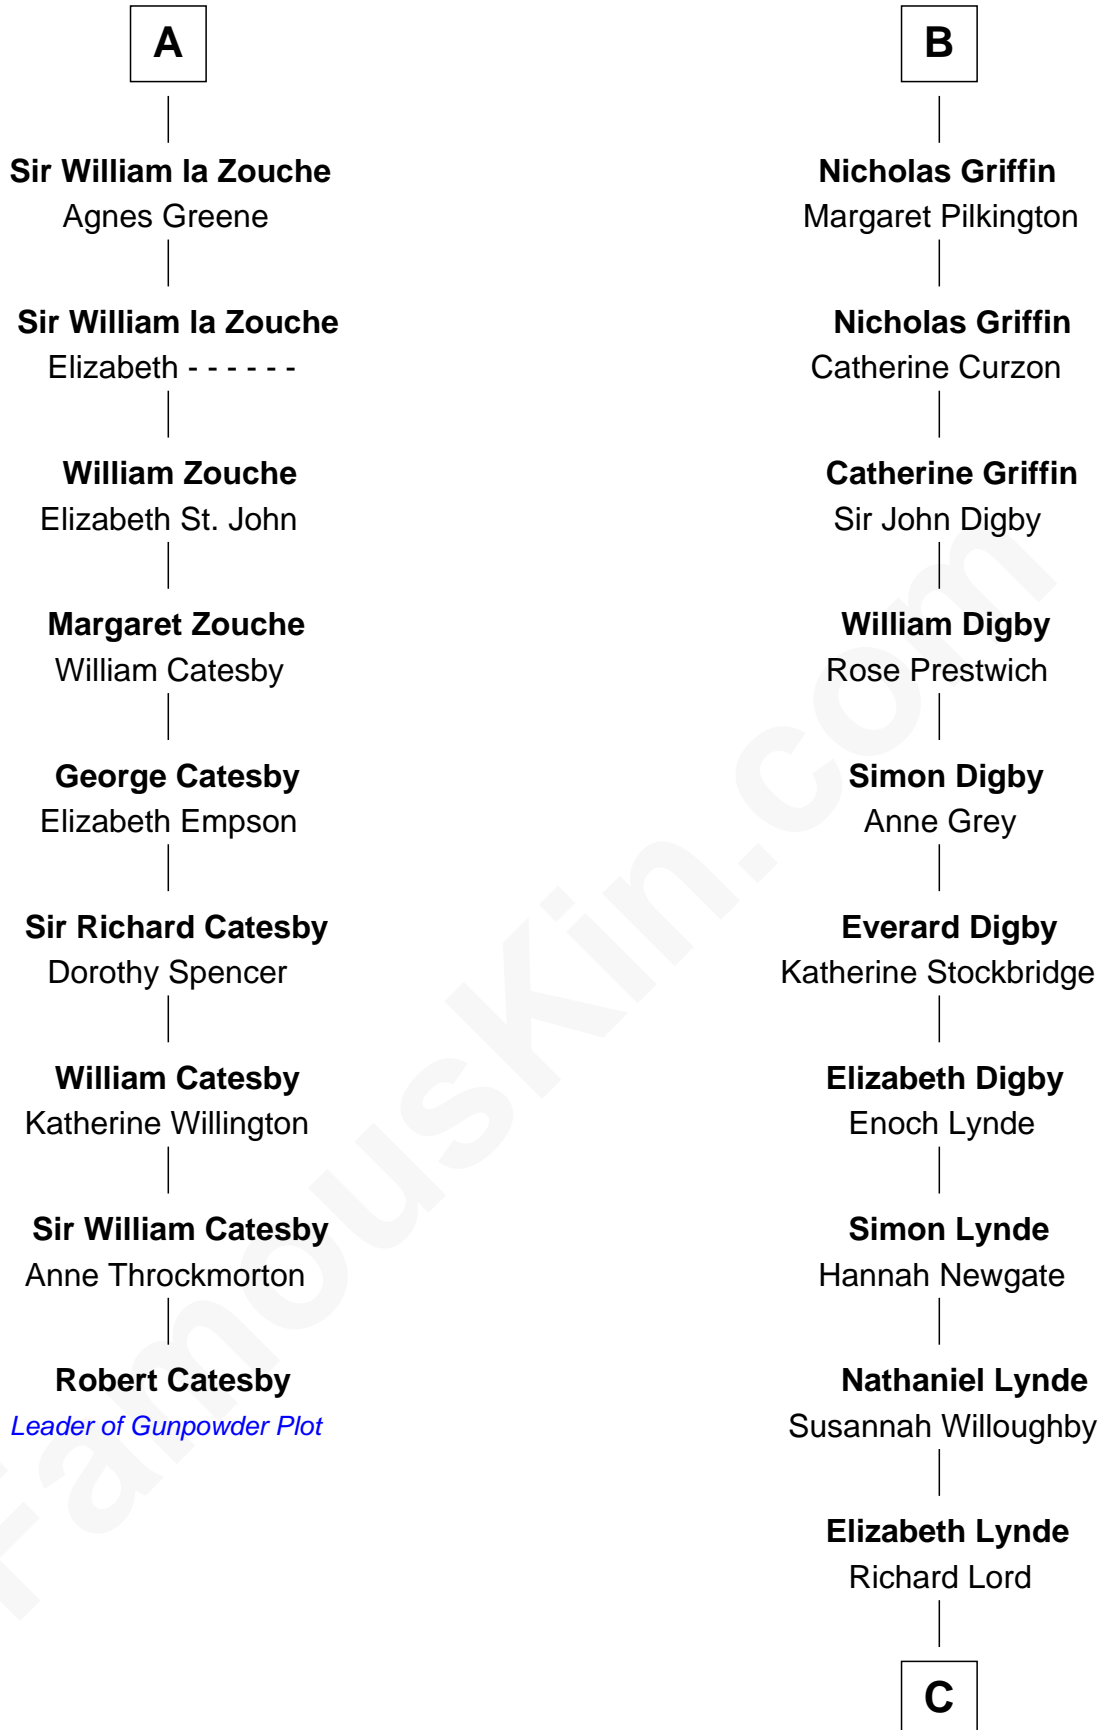 A
Sir William la Zouche
Agnes Greene
Sir William la Zouche
Elizabeth - - - - - -
William Zouche
Elizabeth St. John
Margaret Zouche
William Catesby
George Catesby
Elizabeth Empson
Sir Richard Catesby
Dorothy Spencer
William Catesby
Katherine Willington
Sir William Catesby
Anne Throckmorton
Robert Catesby
Leader of Gunpowder Plot
B
Nicholas Griffin
Margaret Pilkington
Nicholas Griffin
Catherine Curzon
Catherine Griffin
Sir John Digby
William Digby
Rose Prestwich
Simon Digby
Anne Grey
Everard Digby
Katherine Stockbridge
Elizabeth Digby
Enoch Lynde
Simon Lynde
Hannah Newgate
Nathaniel Lynde
Susannah Willoughby
Elizabeth Lynde
Richard Lord
C
FamousKin.com